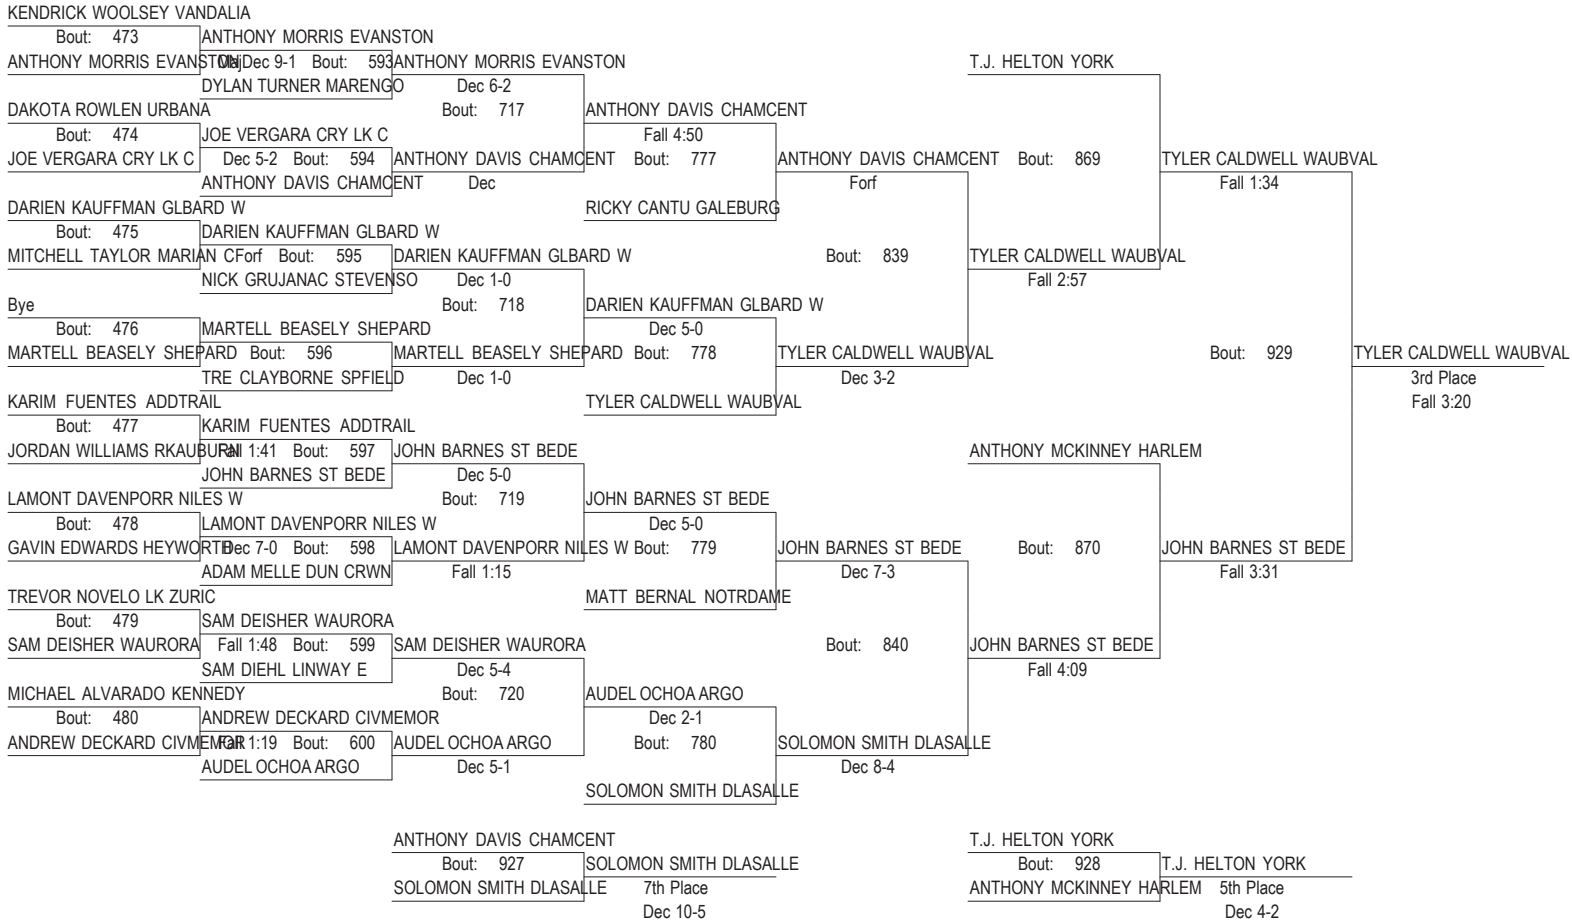 KENDRICK WOOLSEY VANDALIA
Bout: 473 ANTHONY MORRIS EVANSTON
ANTHONY MORRIS EVANSTON MajDec 9-1 Bout: 593 ANTHONY MORRIS EVANSTON T.J. HELTON YORK
DYLAN TURNER MARENGO Dec 6-2
DAKOTA ROWLEN URBANA Bout: 717 ANTHONY DAVIS CHAMCENT
Bout: 474 JOE VERGARA CRY LK C Fall 4:50
JOE VERGARA CRY LK C Dec 5-2 Bout: 594 ANTHONY DAVIS CHAMCENT Bout: 777 ANTHONY DAVIS CHAMCENT Bout: 869 TYLER CALDWELL WAUBVAL
ANTHONY DAVIS CHAMCENT Dec Forf Fall 1:34
DARIEN KAUFFMAN GLBARD W RICKY CANTU GALEBURG
Bout: 475 DARIEN KAUFFMAN GLBARD W
MITCHELL TAYLOR MARIAN C Forf Bout: 595 DARIEN KAUFFMAN GLBARD W Bout: 839 TYLER CALDWELL WAUBVAL
NICK GRUJANAC STEVENSO Dec 1-0 Fall 2:57
Bye Bout: 718 DARIEN KAUFFMAN GLBARD W
Bout: 476 MARTELL BEASELY SHEPARD Dec 5-0
MARTELL BEASELY SHEPARD Bout: 596 MARTELL BEASELY SHEPARD Bout: 778 TYLER CALDWELL WAUBVAL Bout: 929 TYLER CALDWELL WAUBVAL
TRE CLAYBORNE SPFIELD Dec 1-0 Dec 3-2 3rd Place
KARIM FUENTES ADDTRAIL TYLER CALDWELL WAUBVAL Fall 3:20
Bout: 477 KARIM FUENTES ADDTRAIL
JORDAN WILLIAMS RKAUBURN Fall 1:41 Bout: 597 JOHN BARNES ST BEDE ANTHONY MCKINNEY HARLEM
JOHN BARNES ST BEDE Dec 5-0
LAMONT DAVENPORR NILES W Bout: 719 JOHN BARNES ST BEDE
Bout: 478 LAMONT DAVENPORR NILES W Dec 5-0
GAVIN EDWARDS HEYWORTH Dec 7-0 Bout: 598 LAMONT DAVENPORR NILES W Bout: 779 JOHN BARNES ST BEDE Bout: 870 JOHN BARNES ST BEDE
ADAM MELLE DUN CRWN Fall 1:15 Dec 7-3 Fall 3:31
TREVOR NOVELO LK ZURIC MATT BERNAL NOTRDAME
Bout: 479 SAM DEISHER WAURORA
SAM DEISHER WAURORA Fall 1:48 Bout: 599 SAM DEISHER WAURORA Bout: 840 JOHN BARNES ST BEDE
SAM DIEHL LINWAY E Dec 5-4 Fall 4:09
MICHAEL ALVARADO KENNEDY Bout: 720 AUDEL OCHOA ARGO
Bout: 480 ANDREW DECKARD CIVMEMOR Dec 2-1
ANDREW DECKARD CIVMEMOR Fall 1:19 Bout: 600 AUDEL OCHOA ARGO Bout: 780 SOLOMON SMITH DLASALLE
AUDEL OCHOA ARGO Dec 5-1 Dec 8-4
SOLOMON SMITH DLASALLE
ANTHONY DAVIS CHAMCENT T.J. HELTON YORK
Bout: 927 SOLOMON SMITH DLASALLE Bout: 928 T.J. HELTON YORK
SOLOMON SMITH DLASALLE 7th Place ANTHONY MCKINNEY HARLEM 5th Place
Dec 10-5 Dec 4-2